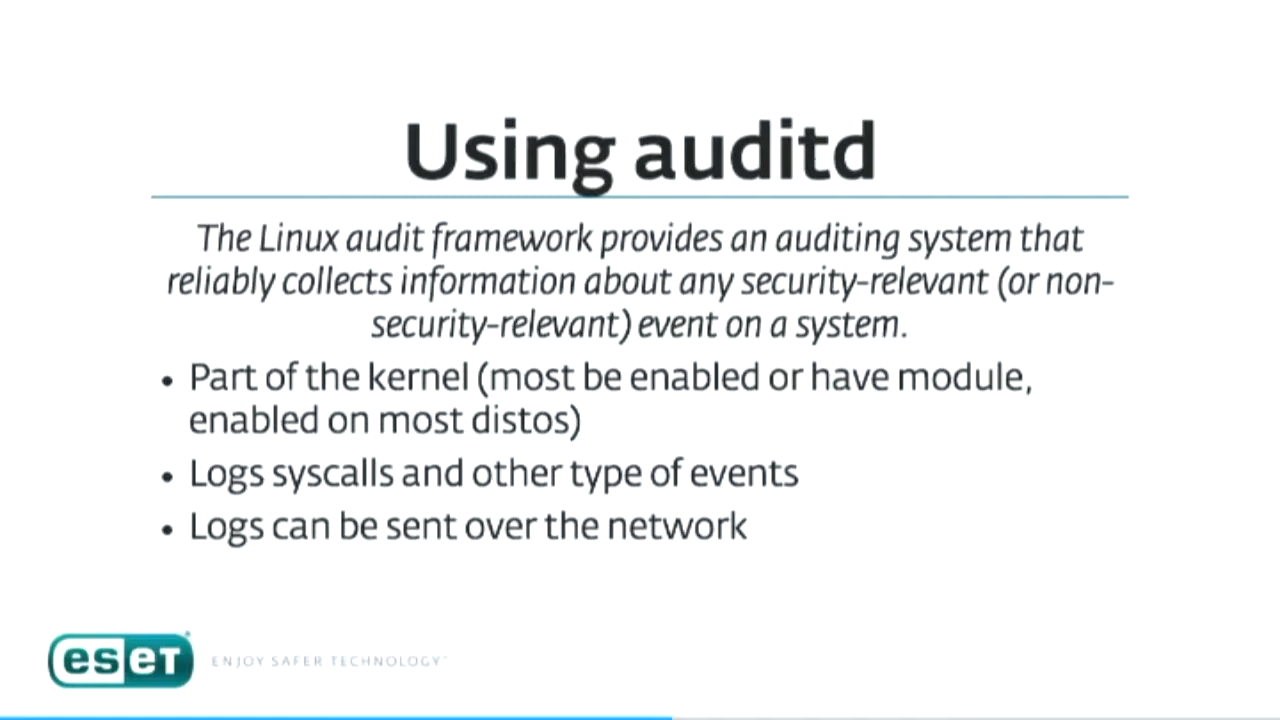 Using auditd
The Linux audit framework provides an auditing system that
reliably collects information about any security-relevant (or non-
security-relevant) event on a system.
• Part of the kernel (most be enabled or have module,
enabled on most distos)
• Logs syscalls and other type of events
• Logs can be sent over the network
eset ENJOY SAFER TECHNOLOGY™